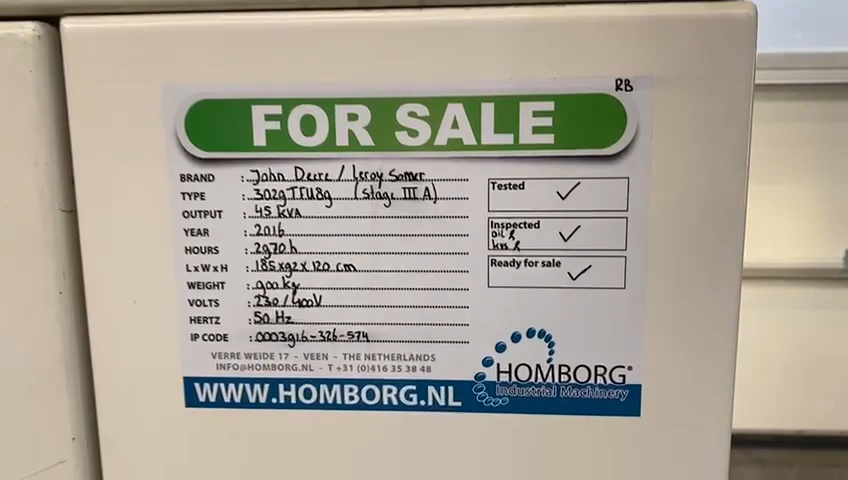 RB
FOR SALE
BRAND : John Deere / Leroy Somer
TYPE : 3029TFU89 (Stage III A)
OUTPUT : 45 KVA
YEAR : 2016
HOURS : 2970 h
L x W x H : 185x92x120 cm
WEIGHT : 900 kg
VOLTS : 230/400V
HERTZ : 50 Hz
IP CODE : 0003916-326-574
Tested ✓
Inspected ✓
oil &
Ready for sale ✓
VERRE WEIDE 17 - VEEN - THE NETHERLANDS
INFO@HOMBORG.NL - T +31 (0)416 35 38 48
WWW.HOMBORG.NL
HOMBORG®
Industrial Machinery